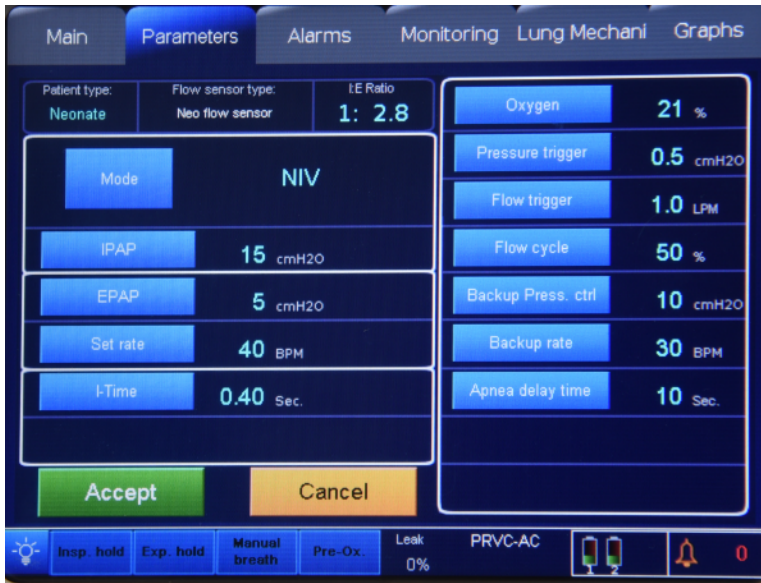 Main Parameters Alarms Monitoring Lung Mechani Graphs
Patient type: Flow sensor type: I:E Ratio
Neonate Neo flow sensor 1: 2.8
Mode NIV
IPAP 15 cmH2O
EPAP 5 cmH2O
Set rate 40 BPM
I-Time 0.40 Sec.
Oxygen 21 %
Pressure trigger 0.5 cmH2O
Flow trigger 1.0 LPM
Flow cycle 50 %
Backup Press. ctrl 10 cmH2O
Backup rate 30 BPM
Apnea delay time 10 Sec.
Accept Cancel
Insp. hold Exp. hold Manual breath Pre-Ox. Leak 0% PRVC-AC 1 2 0